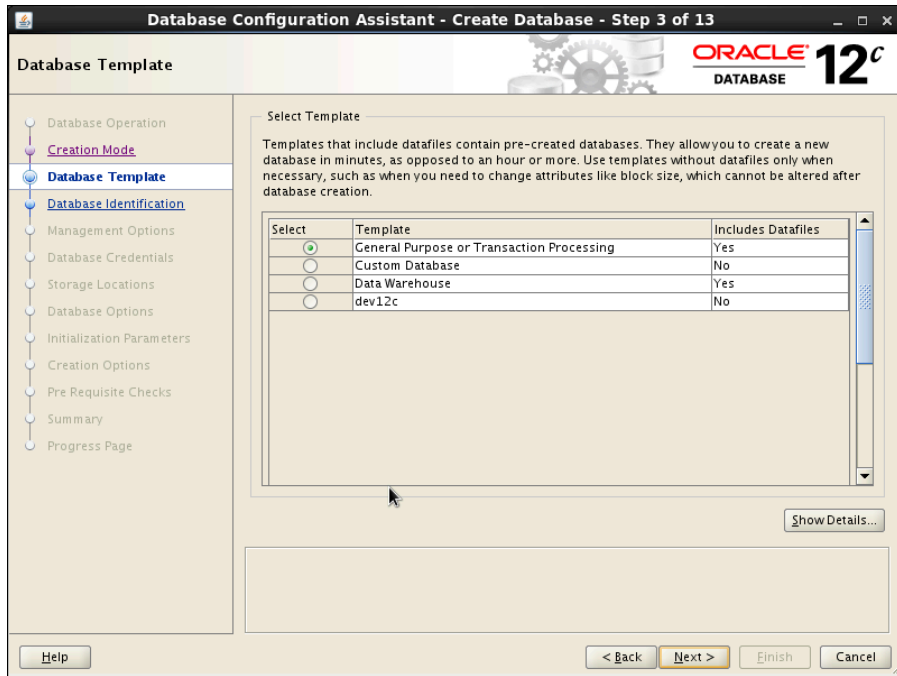 Database Configuration Assistant - Create Database - Step 3 of 13
Database Template
ORACLE
DATABASE
12c
Database Operation
Creation Mode
Database Template
Database Identification
Management Options
Database Credentials
Storage Locations
Database Options
Initialization Parameters
Creation Options
Pre Requisite Checks
Summary
Progress Page
Select Template
Templates that include datafiles contain pre-created databases. They allow you to create a new
database in minutes, as opposed to an hour or more. Use templates without datafiles only when
necessary, such as when you need to change attributes like block size, which cannot be altered after
database creation.
Select Template Includes Datafiles
General Purpose or Transaction Processing Yes
Custom Database No
Data Warehouse Yes
dev12c No
Show Details...
Help
< Back Next > Finish Cancel